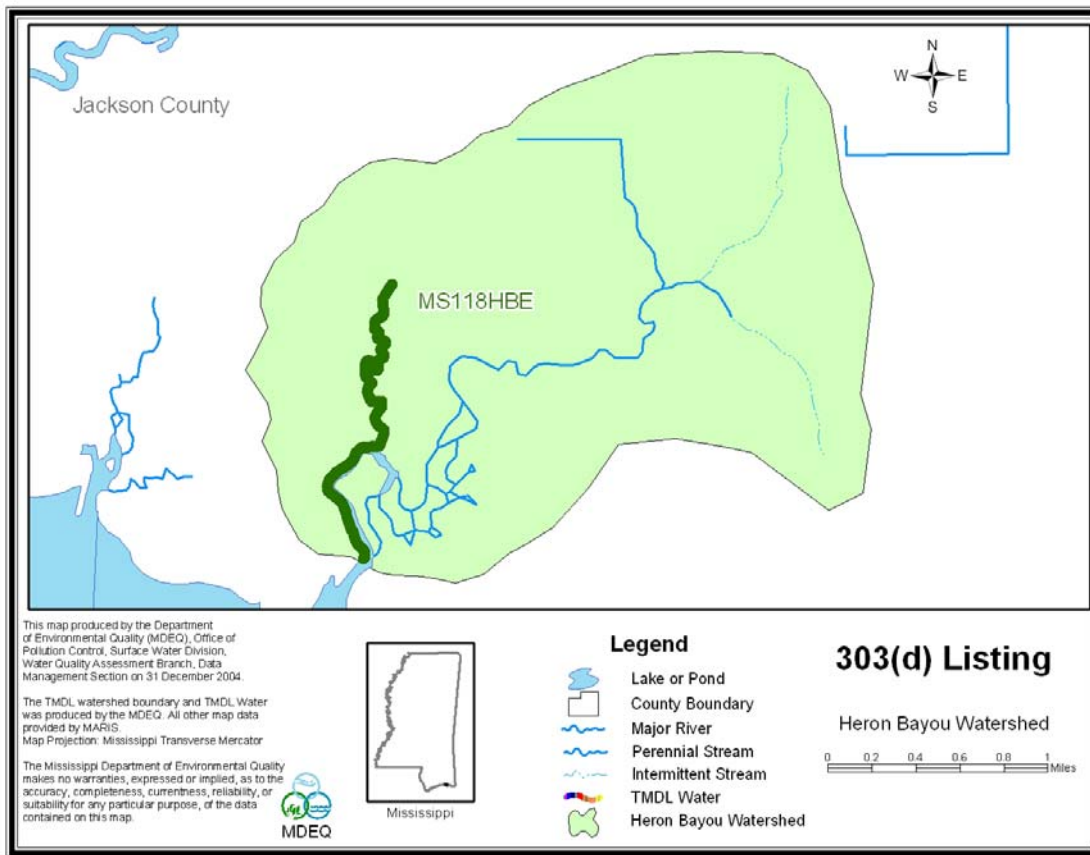 Jackson County
N
W E
S
MS118HBE
This map produced by the Department
of Environmental Quality (MDEQ), Office of
Pollution Control, Surface Water Division,
Water Quality Assessment Branch, Data
Management Section on 31 December 2004.
The TMDL watershed boundary and TMDL Water
was produced by the MDEQ. All other map data
provided by MARIS.
Map Projection: Mississippi Transverse Mercator
The Mississippi Department of Environmental Quality
makes no warranties, expressed or implied, as to the
accuracy, completeness, currentness, reliability, or
suitability for any particular purpose, of the data
contained on this map.
MDEQ
Mississippi
Legend
Lake or Pond
County Boundary
Major River
Perennial Stream
Intermittent Stream
TMDL Water
Heron Bayou Watershed
303(d) Listing
Heron Bayou Watershed
0 0.2 0.4 0.6 0.8 1
Miles